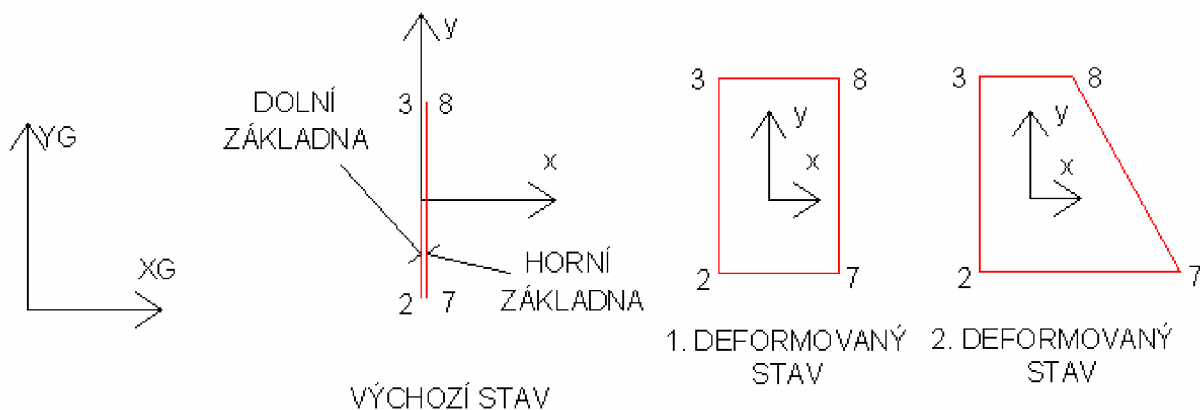 YG
XG
y
x
DOLNÍ
ZÁKLADNA
3 8
2 7
HORNÍ
ZÁKLADNA
VÝCHOZÍ STAV
3 8
y
x
2 7
1. DEFORMOVANÝ
STAV
3 8
y
x
2 7
2. DEFORMOVANÝ
STAV